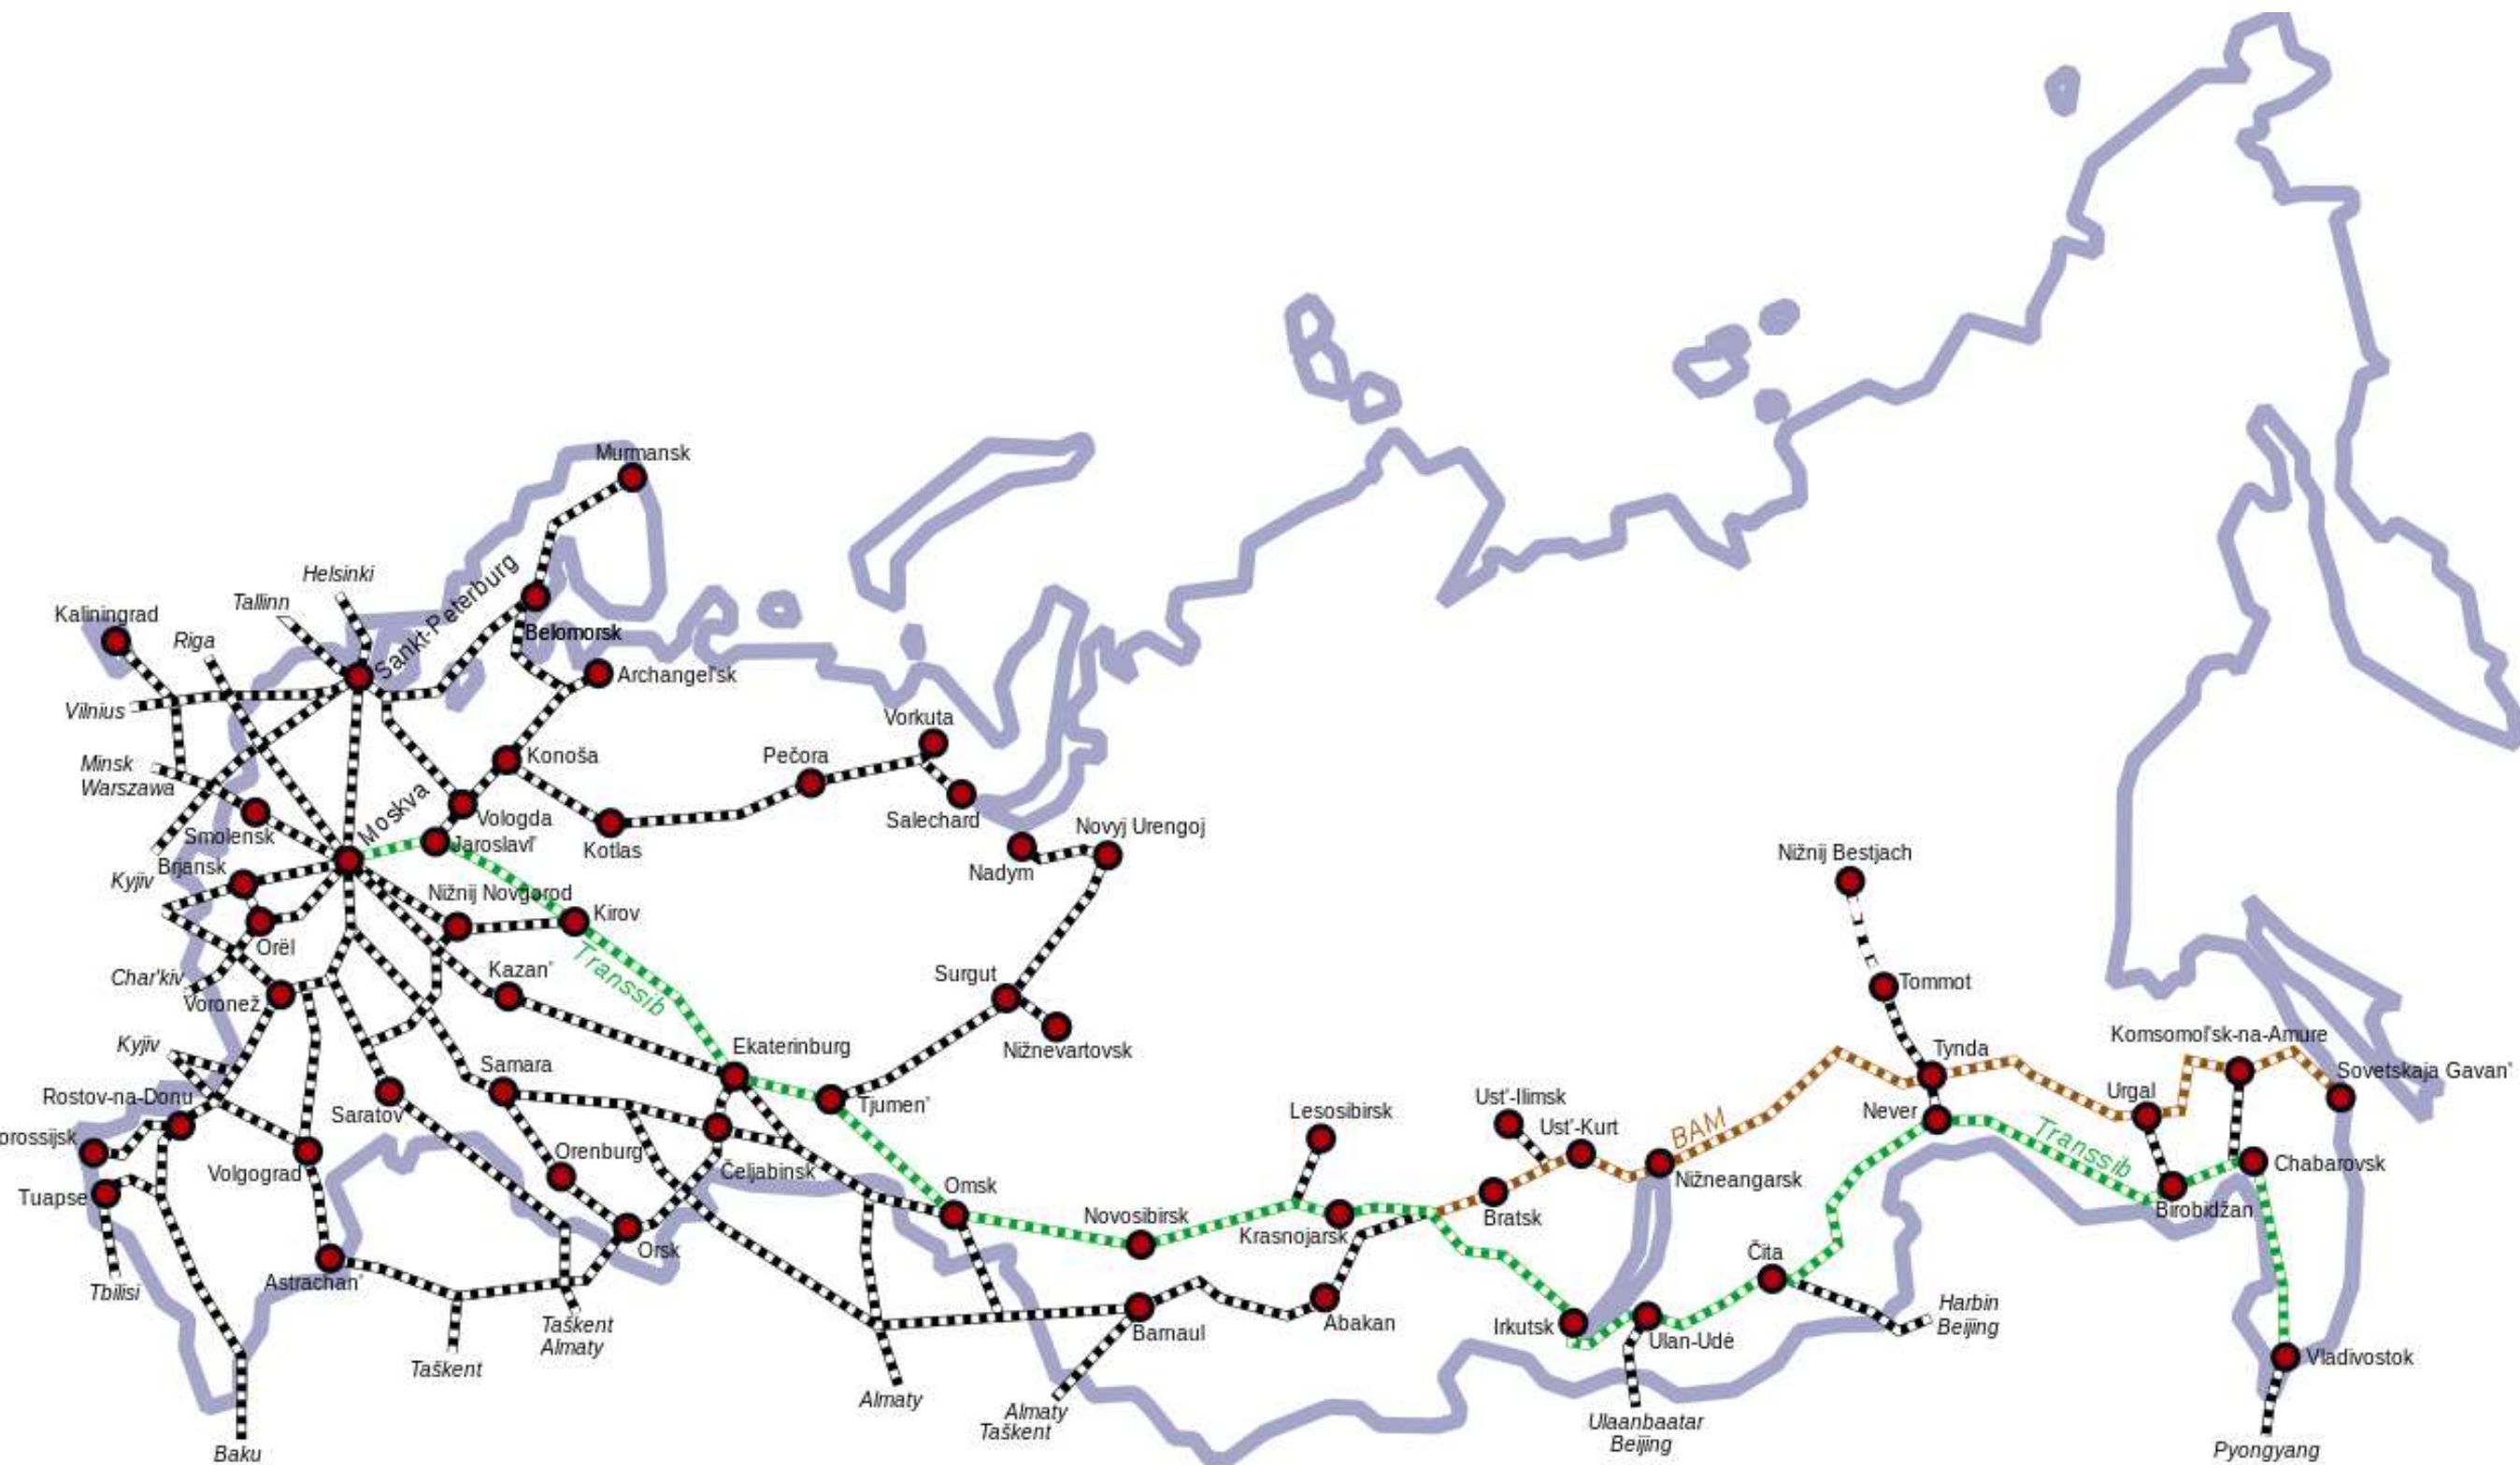 Murmansk
Helsinki
Tallinn
Kaliningrad
Sankt-Peterburg
Riga
Belomorsk
Archangel'sk
Vilnius
Vorkuta
Konoša
Pečora
Minsk
Warszawa
Moskva
Vologda
Salechard
Novyj Urengoj
Smolensk
Jaroslavl'
Kotlas
Nadym
Nižnij Bestjach
Brjansk
Kyjiv
Nižnij Novgorod
Kirov
Orël
Transsib
Char'kiv
Kazan'
Surgut
Tommot
Voronež
Komsomol'sk-na-Amure
Kyjiv
Ekaterinburg
Nižnevartovsk
Tynda
Samara
Sovetskaja Gavan'
Rostov-na-Donu
Saratov
Tjumen'
Lesosibirsk
Ust'-Ilimsk
Ust'-Kurt
BAM
Never
Urgal
Transsib
orossijsk
Volgograd
Orenburg
Čeljabinsk
Nižneangarsk
Chabarovsk
Tuapse
Omsk
Novosibirsk
Krasnojarsk
Bratsk
Birobidžan
Orsk
Čita
Astrachan'
Tbilisi
Taškent
Almaty
Barnaul
Abakan
Irkutsk
Ulan-Udė
Harbin
Beijing
Vladivostok
Taškent
Almaty
Almaty
Taškent
Ulaanbaatar
Beijing
Baku
Pyongyang